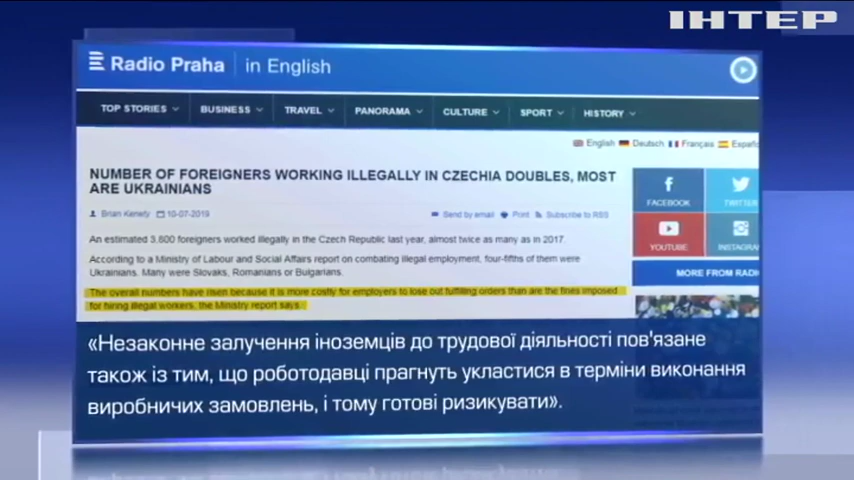 ІНТЕР
Radio Praha in English
TOP STORIES BUSINESS TRAVEL PANORAMA CULTURE SPORT HISTORY
English Deutsch Français Españo
NUMBER OF FOREIGNERS WORKING ILLEGALLY IN CZECHIA DOUBLES, MOST
ARE UKRAINIANS
Brian Kenety 10-07-2019 Send by email Print Subscribe to RSS
FACEBOOK TWITTER
An estimated 3,600 foreigners worked illegally in the Czech Republic last year, almost twice as many as in 2017.
YOUTUBE INSTAGRA
According to a Ministry of Labour and Social Affairs report on combating illegal employment, four-fifths of them were
Ukrainians. Many were Slovaks, Romanians or Bulgarians.
MORE FROM RADI
The overall numbers have risen because it is more costly for employers to lose out fulfilling orders than are the fines imposed
for hiring illegal workers, the Ministry report says.
«Незаконне залучення іноземців до трудової діяльності пов'язане
також із тим, що роботодавці прагнуть укластися в терміни виконання
виробничих замовлень, і тому готові ризикувати».